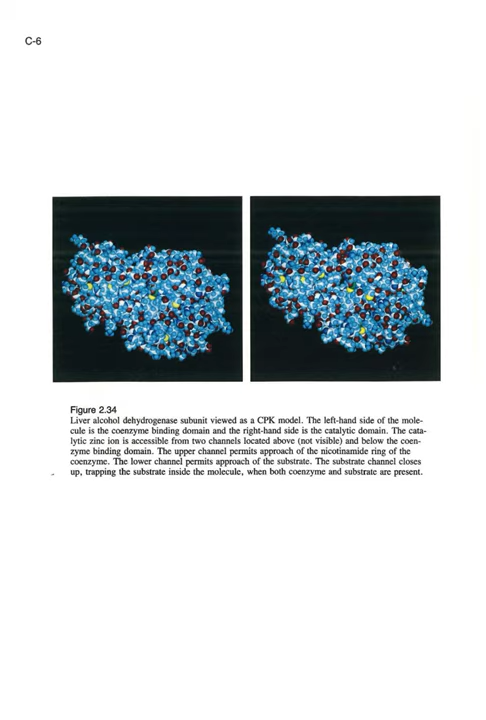 C-6
Figure 2.34
Liver alcohol dehydrogenase subunit viewed as a CPK model. The left-hand side of the mole-
cule is the coenzyme binding domain and the right-hand side is the catalytic domain. The cata-
lytic zinc ion is accessible from two channels located above (not visible) and below the coen-
zyme binding domain. The upper channel permits approach of the nicotinamide ring of the
coenzyme. The lower channel permits approach of the substrate. The substrate channel closes
up, trapping the substrate inside the molecule, when both coenzyme and substrate are present.